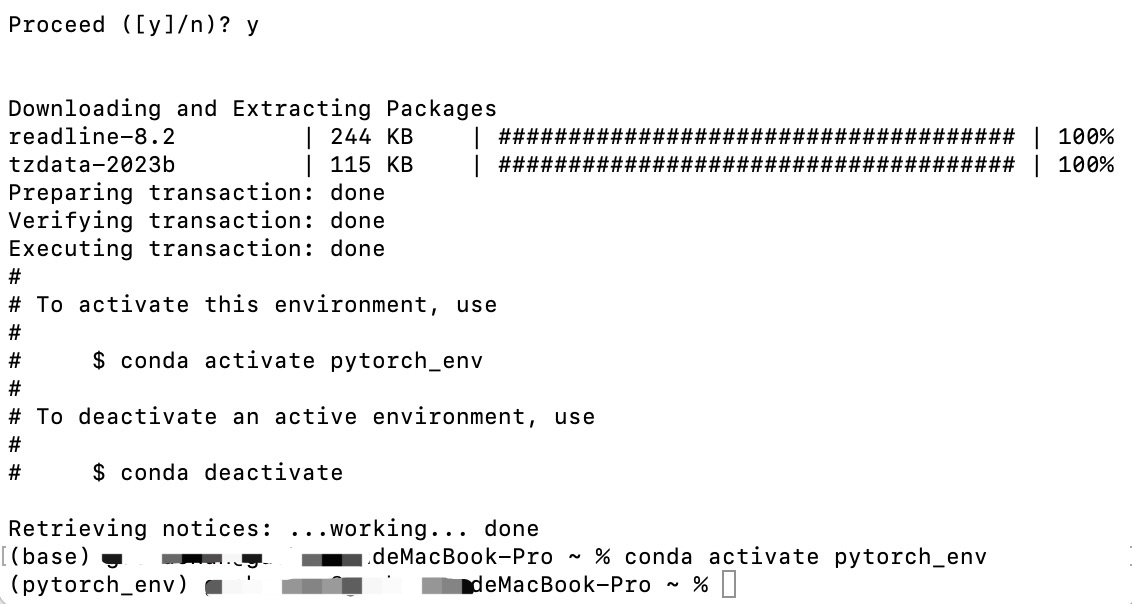 Proceed ([y]/n)? y
Downloading and Extracting Packages
readline-8.2         | 244 KB    | ##################################### | 100%
tzdata-2023b         | 115 KB    | ##################################### | 100%
Preparing transaction: done
Verifying transaction: done
Executing transaction: done
#
# To activate this environment, use
#
#     $ conda activate pytorch_env
#
# To deactivate an active environment, use
#
#     $ conda deactivate
Retrieving notices: ...working... done
(base) deMacBook-Pro ~ % conda activate pytorch_env
(pytorch_env) deMacBook-Pro ~ %